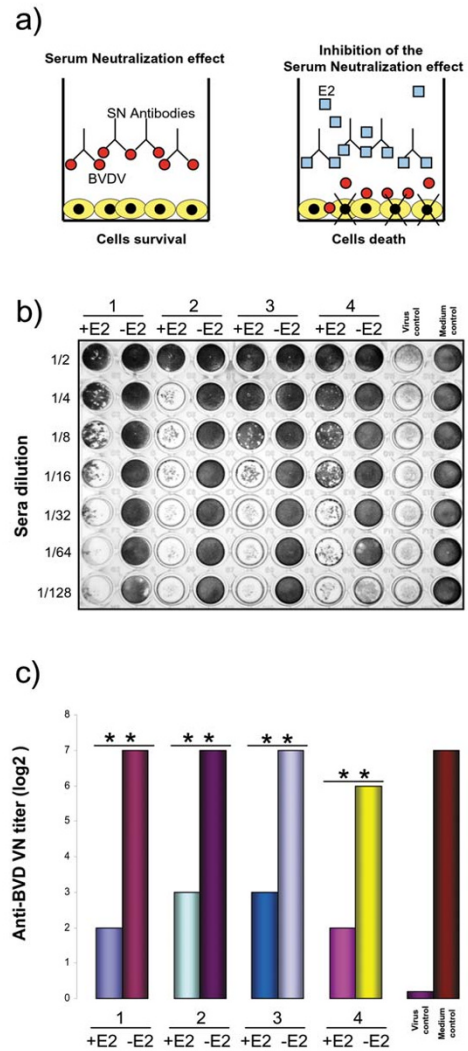 a)
Serum Neutralization effect
Inhibition of the
Serum Neutralization effect
SN Antibodies
BVDV
E2
Cells survival
Cells death
b)
1 2 3 4
+E2 -E2 +E2 -E2 +E2 -E2 +E2 -E2
Virus
control
Medium
control
Sera dilution
1/2
1/4
1/8
1/16
1/32
1/64
1/128
c)
Anti-BVD VN titer (log2 )
8
7
6
5
4
3
2
1
0
* *
* *
* *
* *
1 2 3 4
+E2 -E2 +E2 -E2 +E2 -E2 +E2 -E2
Virus
control
Medium
control